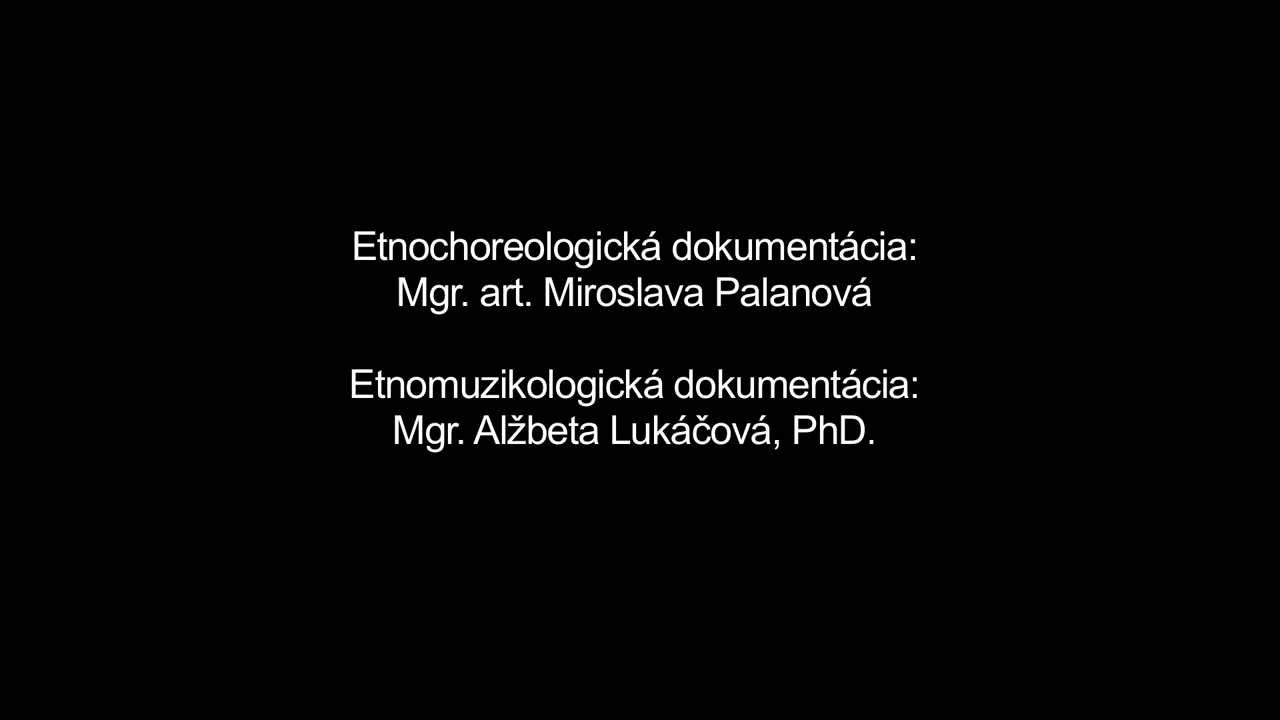 Etnochoreologická dokumentácia:
Mgr. art. Miroslava Palanová
Etnomuzikologická dokumentácia:
Mgr. Alžbeta Lukáčová, PhD.